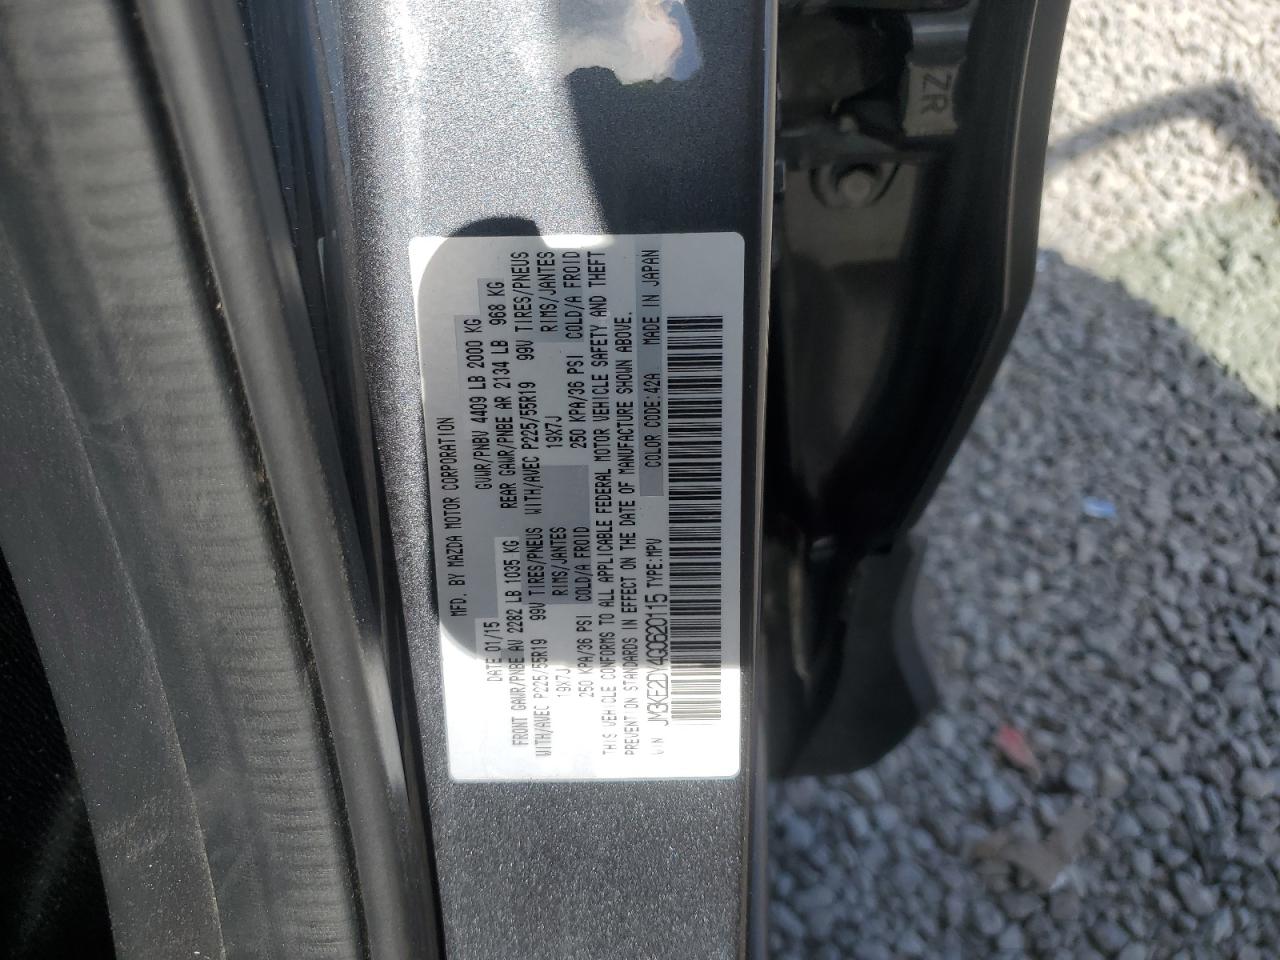 MFD. BY MAZDA MOTOR CORPORATION
DATE 01/15 GVWR/PNBV 4409 LB 2000 KG
FRONT GAWR/PNBE AV 2282 LB 1035 KG REAR GAWR/PNBE AR 2134 LB 968 KG
WITH/AVEC P225/55R19 99V TIRES/PNEUS WITH/AVEC P225/55R19 99V TIRES/PNEUS
19X7J RIMS/JANTES 19X7J RIMS/JANTES
250 KPA/36 PSI COLD/A FROID 250 KPA/36 PSI COLD/A FROID
THIS VEHICLE CONFORMS TO ALL APPLICABLE FEDERAL MOTOR VEHICLE SAFETY AND THEFT
PREVENTION STANDARDS IN EFFECT ON THE DATE OF MANUFACTURE SHOWN ABOVE.
VIN JM3KE2DY4G0620115 TYPE:MPV COLOR CODE:42A MADE IN JAPAN
ZR